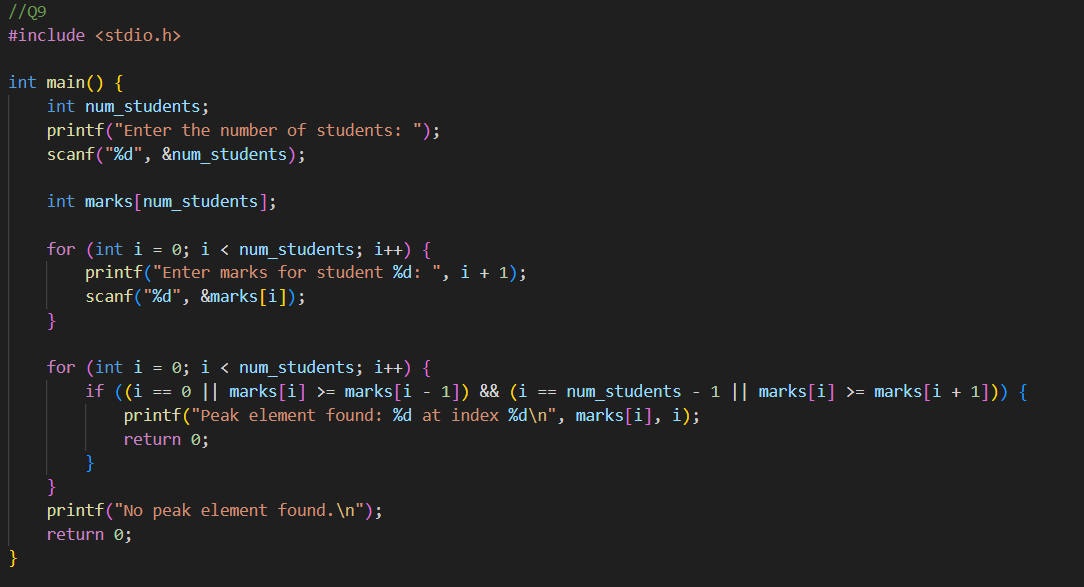 //Q9
#include <stdio.h>

int main() {
    int num_students;
    printf("Enter the number of students: ");
    scanf("%d", &num_students);

    int marks[num_students];

    for (int i = 0; i < num_students; i++) {
        printf("Enter marks for student %d: ", i + 1);
        scanf("%d", &marks[i]);
    }

    for (int i = 0; i < num_students; i++) {
        if ((i == 0 || marks[i] >= marks[i - 1]) && (i == num_students - 1 || marks[i] >= marks[i + 1])) {
            printf("Peak element found: %d at index %d\n", marks[i], i);
            return 0;
        }
    }
    printf("No peak element found.\n");
    return 0;
}